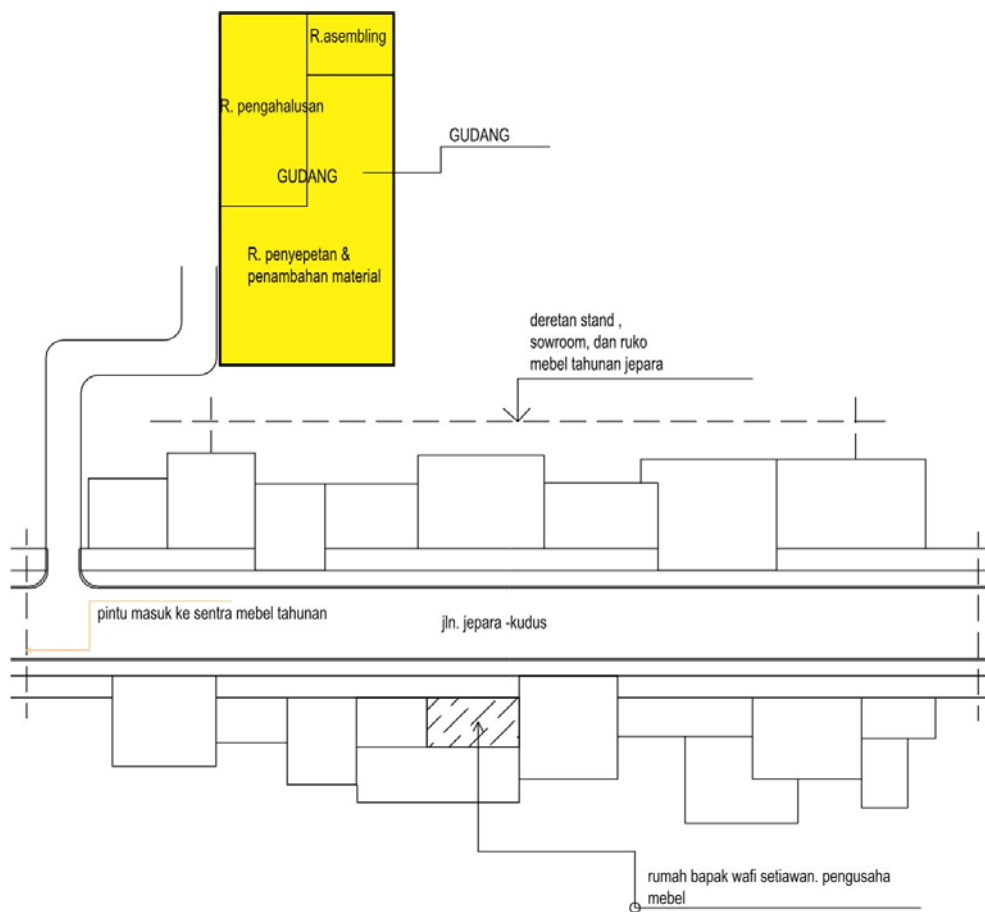 R.asembling
R. pengahalusan
GUDANG
GUDANG
R. penyepetan &
penambahan material
deretan stand ,
sowroom, dan ruko
mebel tahunan jepara
pintu masuk ke sentra mebel tahunan
jln. jepara -kudus
rumah bapak wafi setiawan. pengusaha
mebel